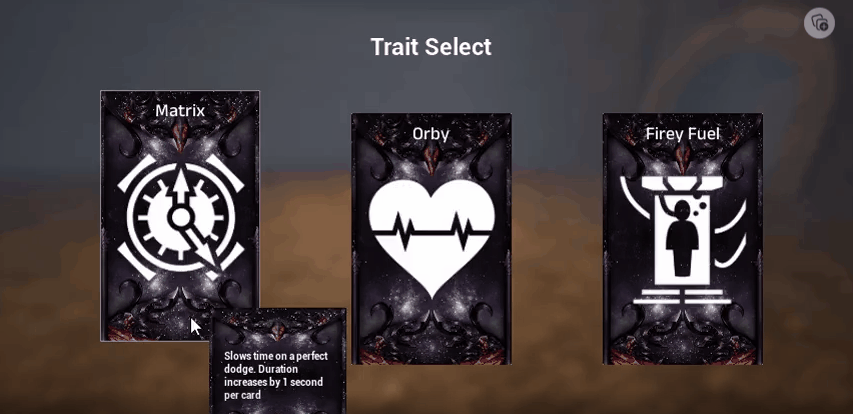 Trait Select
Matrix
Orby
Firey Fuel
Slows time on a perfect
dodge. Duration
increases by 1 second
per card